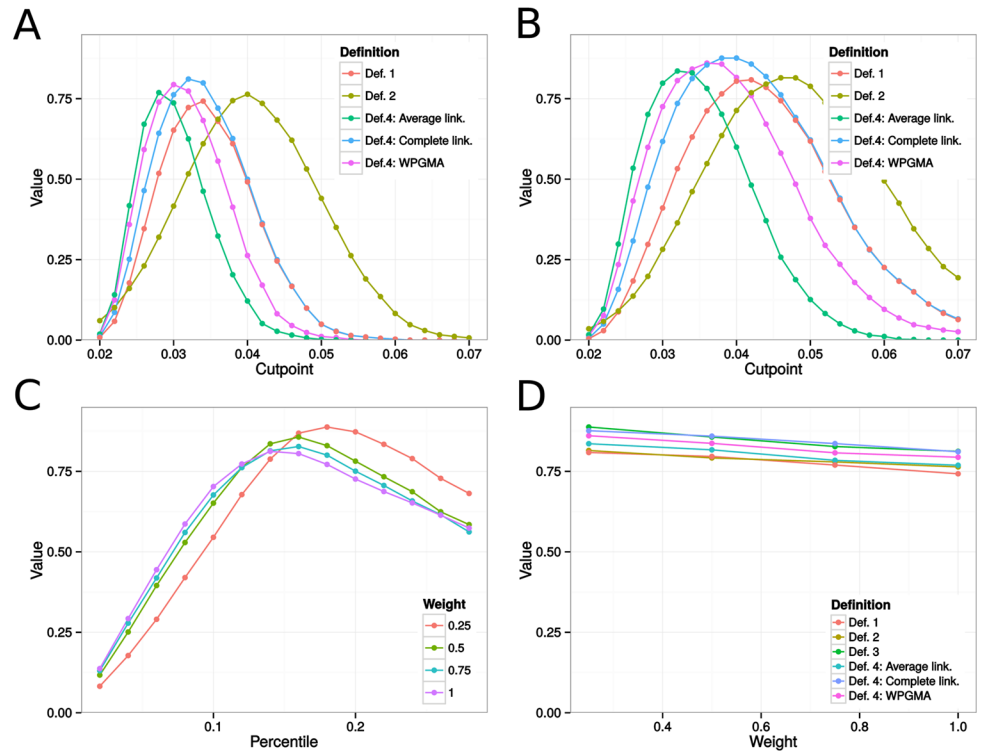 A
Definition
Def. 1
Def. 2
Def.4: Average link.
Def.4: Complete link.
Def.4: WPGMA
Value
0.75
0.50
0.25
0.00
0.02 0.03 0.04 0.05 0.06 0.07
Cutpoint
B
Definition
Def. 1
Def. 2
Def.4: Average link.
Def.4: Complete link.
Def.4: WPGMA
Value
0.75
0.50
0.25
0.00
0.02 0.03 0.04 0.05 0.06 0.07
Cutpoint
C
Value
0.75
0.50
0.25
0.00
Weight
0.25
0.5
0.75
1
0.1 0.2
Percentile
D
Value
0.75
0.50
0.25
0.00
Definition
Def. 1
Def. 2
Def. 3
Def. 4: Average link.
Def. 4: Complete link.
Def. 4: WPGMA
0.4 0.6 0.8 1.0
Weight